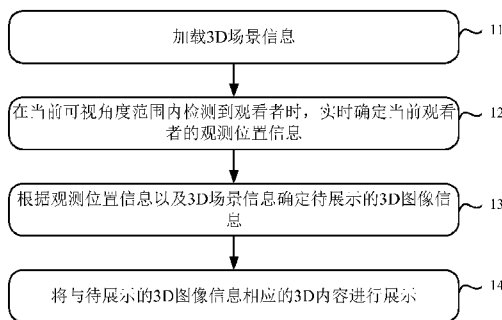 加载3D场景信息
11
在当前可视角度范围内检测到观看者时，实时确定当前观看
者的观测位置信息
12
根据观测位置信息以及3D场景信息确定待展示的3D图像信
息
13
将与待展示的3D图像信息相应的3D内容进行展示
14